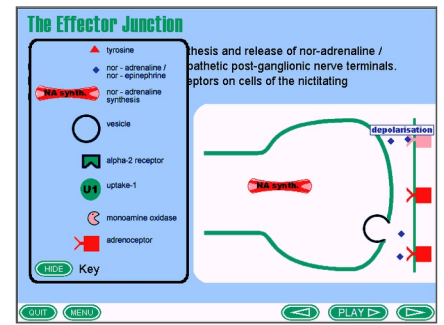 The Effector Junction
thesis and release of nor-adrenaline /
pathetic post-ganglionic nerve terminals.
eptors on cells of the nictitating
tyrosine
nor - adrenaline /
nor - epinephrine
NA synth.
nor - adrenaline
synthesis
vesicle
alpha-2 receptor
U1
uptake-1
monoamine oxidase
adrenoceptor
HIDE Key
depolarisation
NA synth.
QUIT MENU PLAY